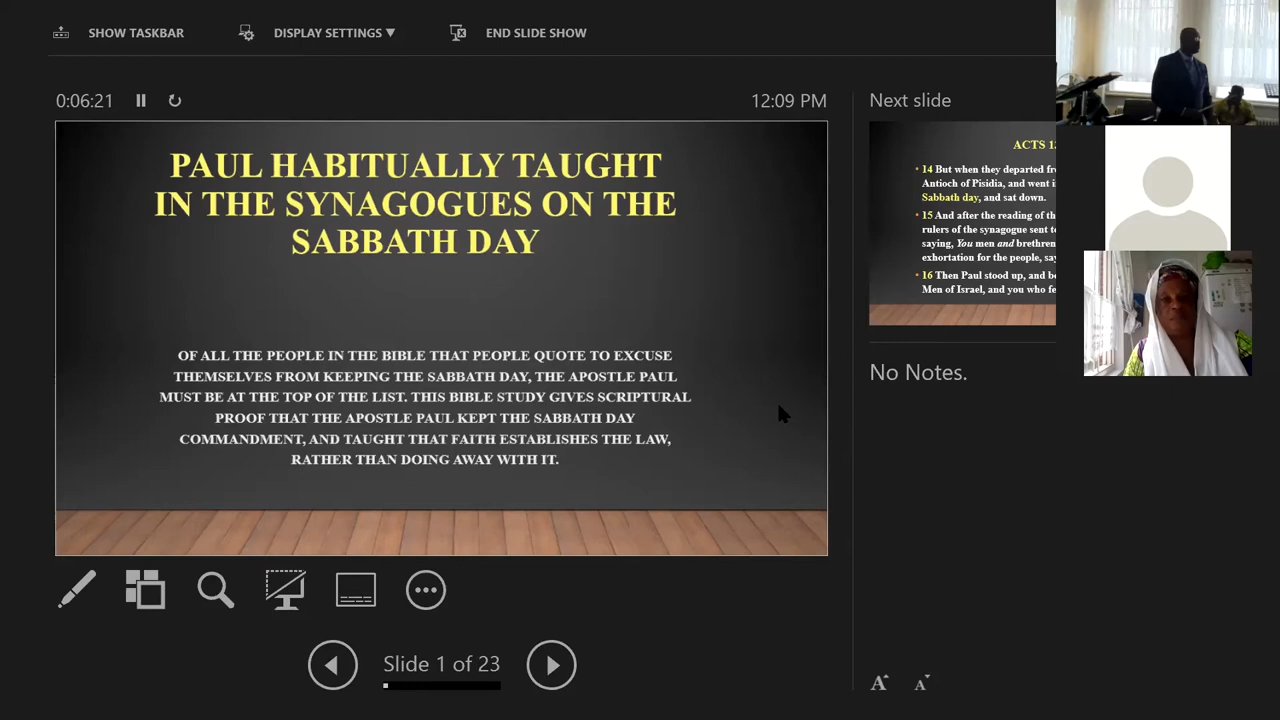 SHOW TASKBAR
DISPLAY SETTINGS ▼
END SLIDE SHOW
0:06:21
12:09 PM
PAUL HABITUALLY TAUGHT
IN THE SYNAGOGUES ON THE
SABBATH DAY
OF ALL THE PEOPLE IN THE BIBLE THAT PEOPLE QUOTE TO EXCUSE
THEMSELVES FROM KEEPING THE SABBATH DAY, THE APOSTLE PAUL
MUST BE AT THE TOP OF THE LIST. THIS BIBLE STUDY GIVES SCRIPTURAL
PROOF THAT THE APOSTLE PAUL KEPT THE SABBATH DAY
COMMANDMENT, AND TAUGHT THAT FAITH ESTABLISHES THE LAW,
RATHER THAN DOING AWAY WITH IT.
Slide 1 of 23
Next slide
ACTS
• 14 But when they departed
Antioch of Pisidia, and went
Sabbath day, and sat down.
• 15 And after the reading of the
rulers of the synagogue sent
saying, You men and brethren
exhortation for the people,
• 16 Then Paul stood up, and
Men of Israel, and you who
No Notes.
A A